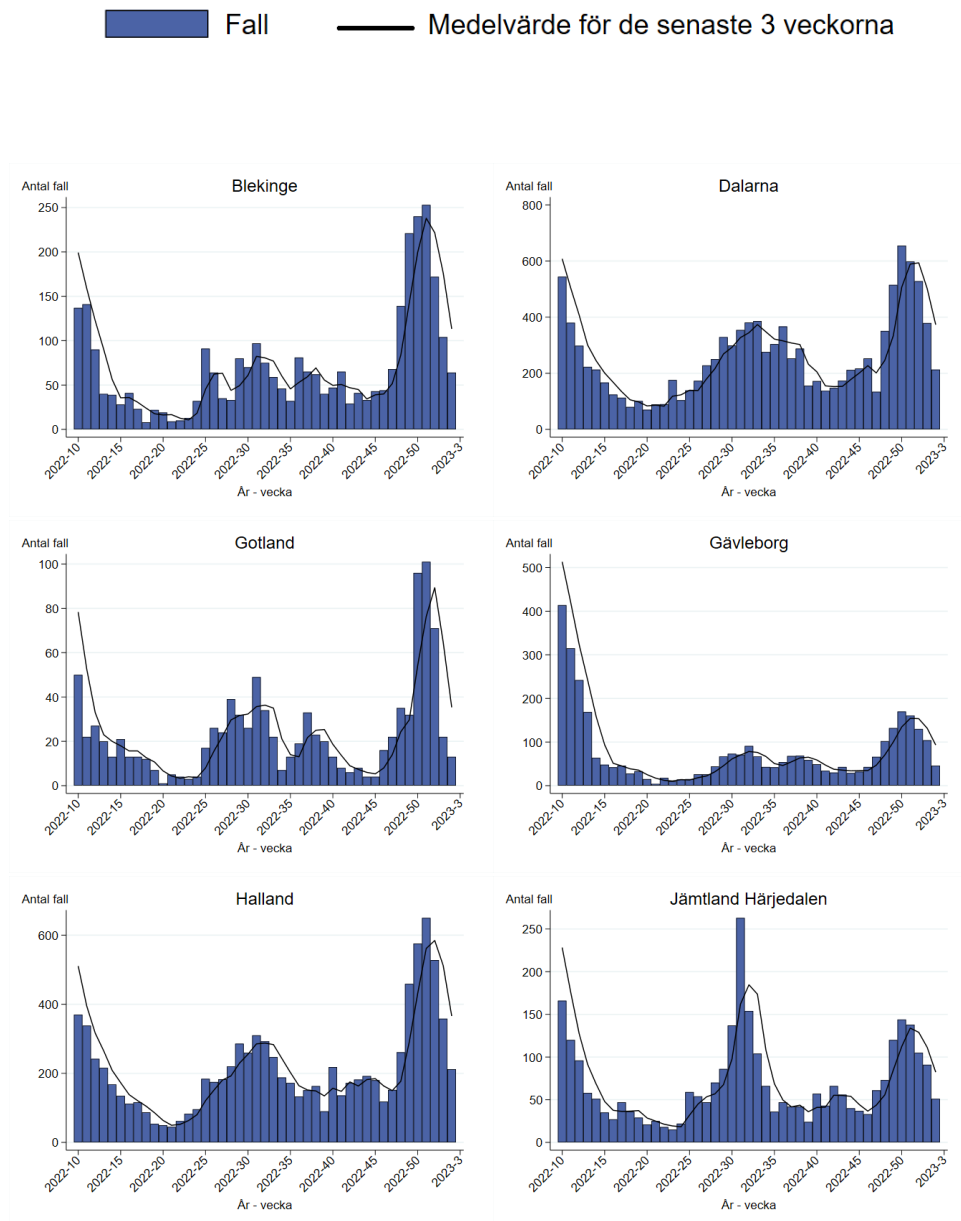 Fall Medelvärde för de senaste 3 veckorna
Antal fall Blekinge
250
200
150
100
50
0
2022-10 2022-15 2022-20 2022-25 2022-30 2022-35 2022-40 2022-45 2022-50 2023-3
År - vecka
Antal fall Dalarna
800
600
400
200
0
2022-10 2022-15 2022-20 2022-25 2022-30 2022-35 2022-40 2022-45 2022-50 2023-3
År - vecka
Antal fall Gotland
100
80
60
40
20
0
2022-10 2022-15 2022-20 2022-25 2022-30 2022-35 2022-40 2022-45 2022-50 2023-3
År - vecka
Antal fall Gävleborg
500
400
300
200
100
0
2022-10 2022-15 2022-20 2022-25 2022-30 2022-35 2022-40 2022-45 2022-50 2023-3
År - vecka
Antal fall Halland
600
400
200
0
2022-10 2022-15 2022-20 2022-25 2022-30 2022-35 2022-40 2022-45 2022-50 2023-3
År - vecka
Antal fall Jämtland Härjedalen
250
200
150
100
50
0
2022-10 2022-15 2022-20 2022-25 2022-30 2022-35 2022-40 2022-45 2022-50 2023-3
År - vecka